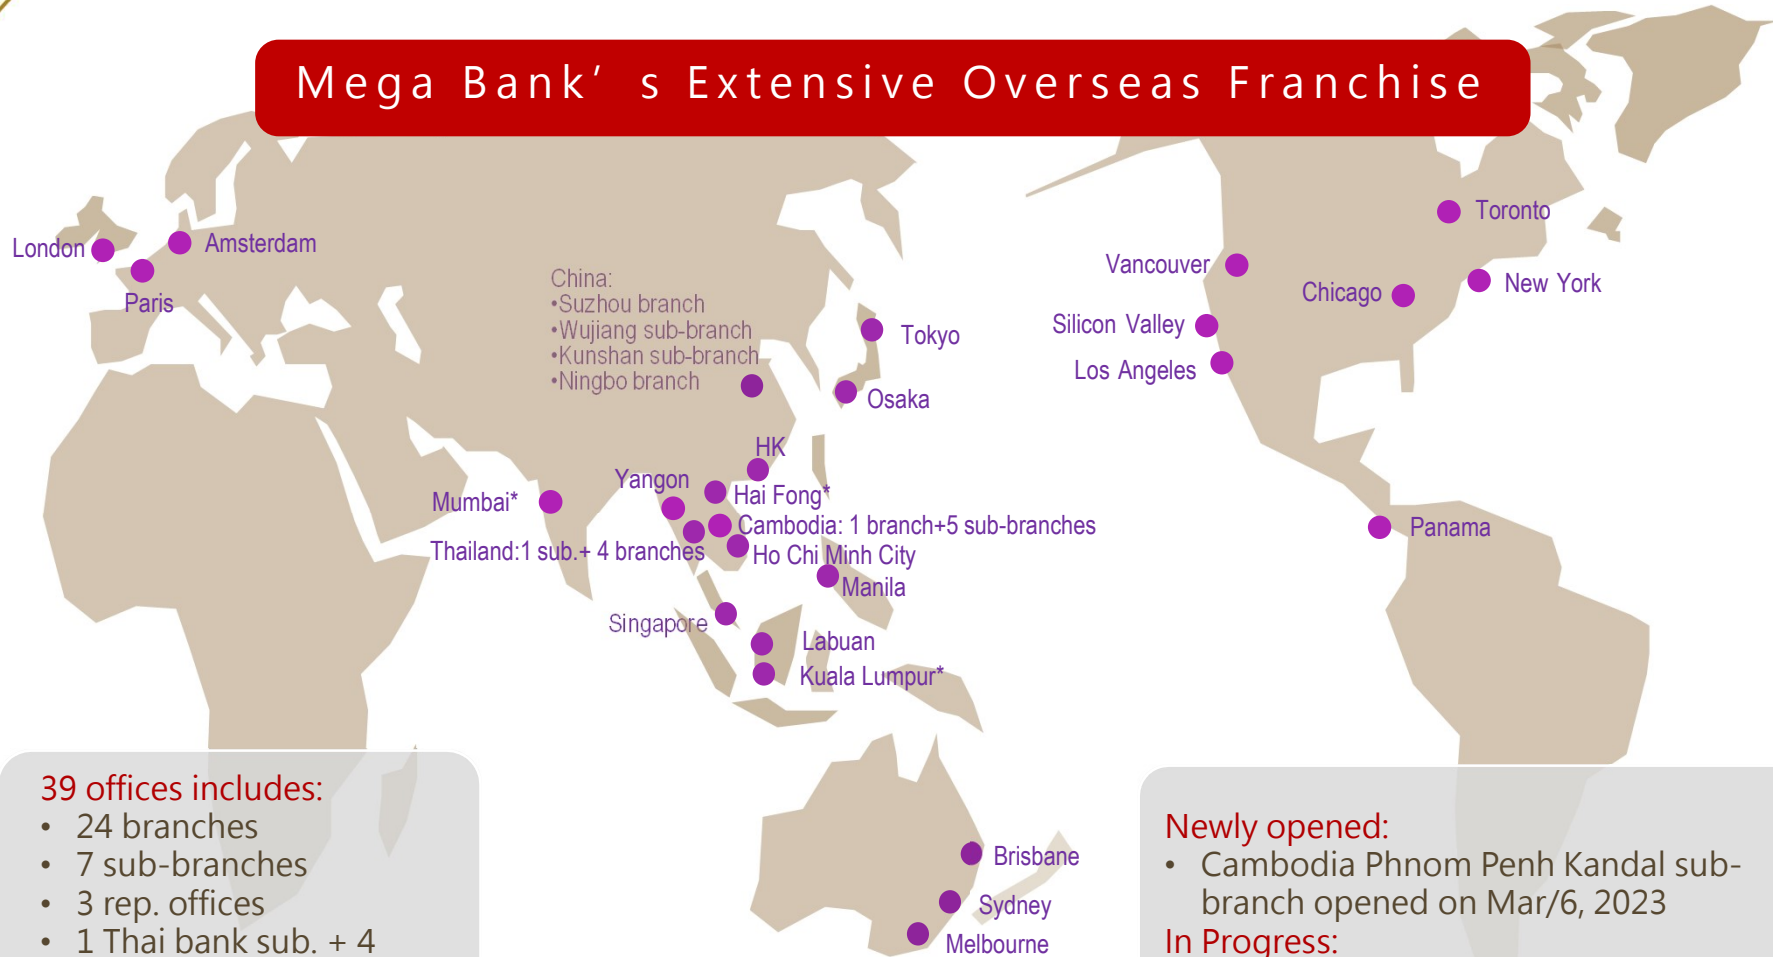 Mega Bank’s Extensive Overseas Franchise
London
Amsterdam
Paris
China:
•Suzhou branch
•Wujiang sub-branch
•Kunshan sub-branch
•Ningbo branch
Tokyo
Osaka
HK
Yangon
Hai Fong*
Mumbai*
Cambodia: 1 branch+5 sub-branches
Thailand:1 sub.+ 4 branches
Ho Chi Minh City
Manila
Singapore
Labuan
Kuala Lumpur*
Brisbane
Sydney
Melbourne
Toronto
Vancouver
Chicago
New York
Silicon Valley
Los Angeles
Panama
39 offices includes:
• 24 branches
• 7 sub-branches
• 3 rep. offices
• 1 Thai bank sub. + 4
Newly opened:
• Cambodia Phnom Penh Kandal sub-
branch opened on Mar/6, 2023
In Progress: